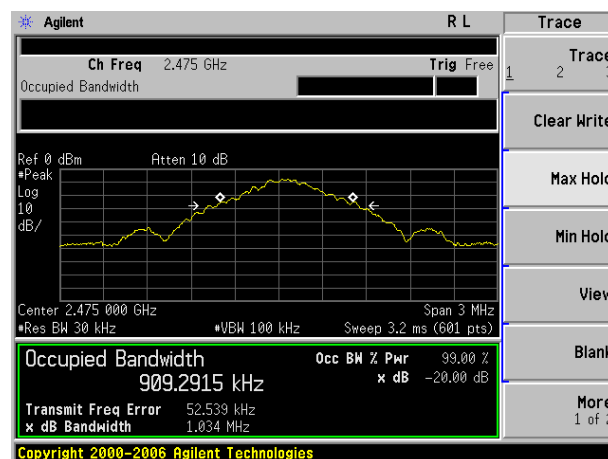 Agilent R L Trace
Ch Freq 2.475 GHz Trig Free
Occupied Bandwidth
Trace
1 2 3
Clear Write
Max Hold
Min Hold
View
Blank
More
1 of 2
Ref 0 dBm Atten 10 dB
#Peak
Log
10
dB/
Center 2.475 000 GHz Span 3 MHz
#Res BW 30 kHz #VBW 100 kHz Sweep 3.2 ms (601 pts)
Occupied Bandwidth Occ BW % Pwr 99.00 %
909.2915 kHz x dB -20.00 dB
Transmit Freq Error 52.539 kHz
x dB Bandwidth 1.034 MHz
Copyright 2000-2006 Agilent Technologies